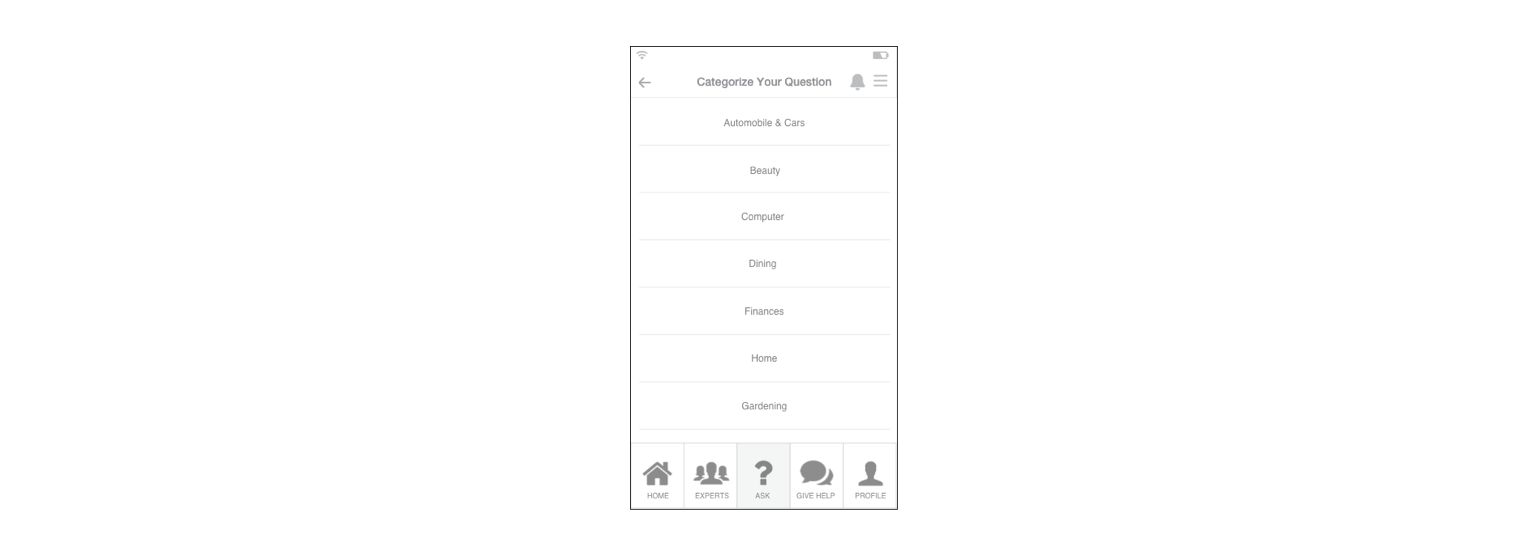 Categorize Your Question
Automobile & Cars
Beauty
Computer
Dining
Finances
Home
Gardening
HOME
EXPERTS
ASK
GIVE HELP
PROFILE